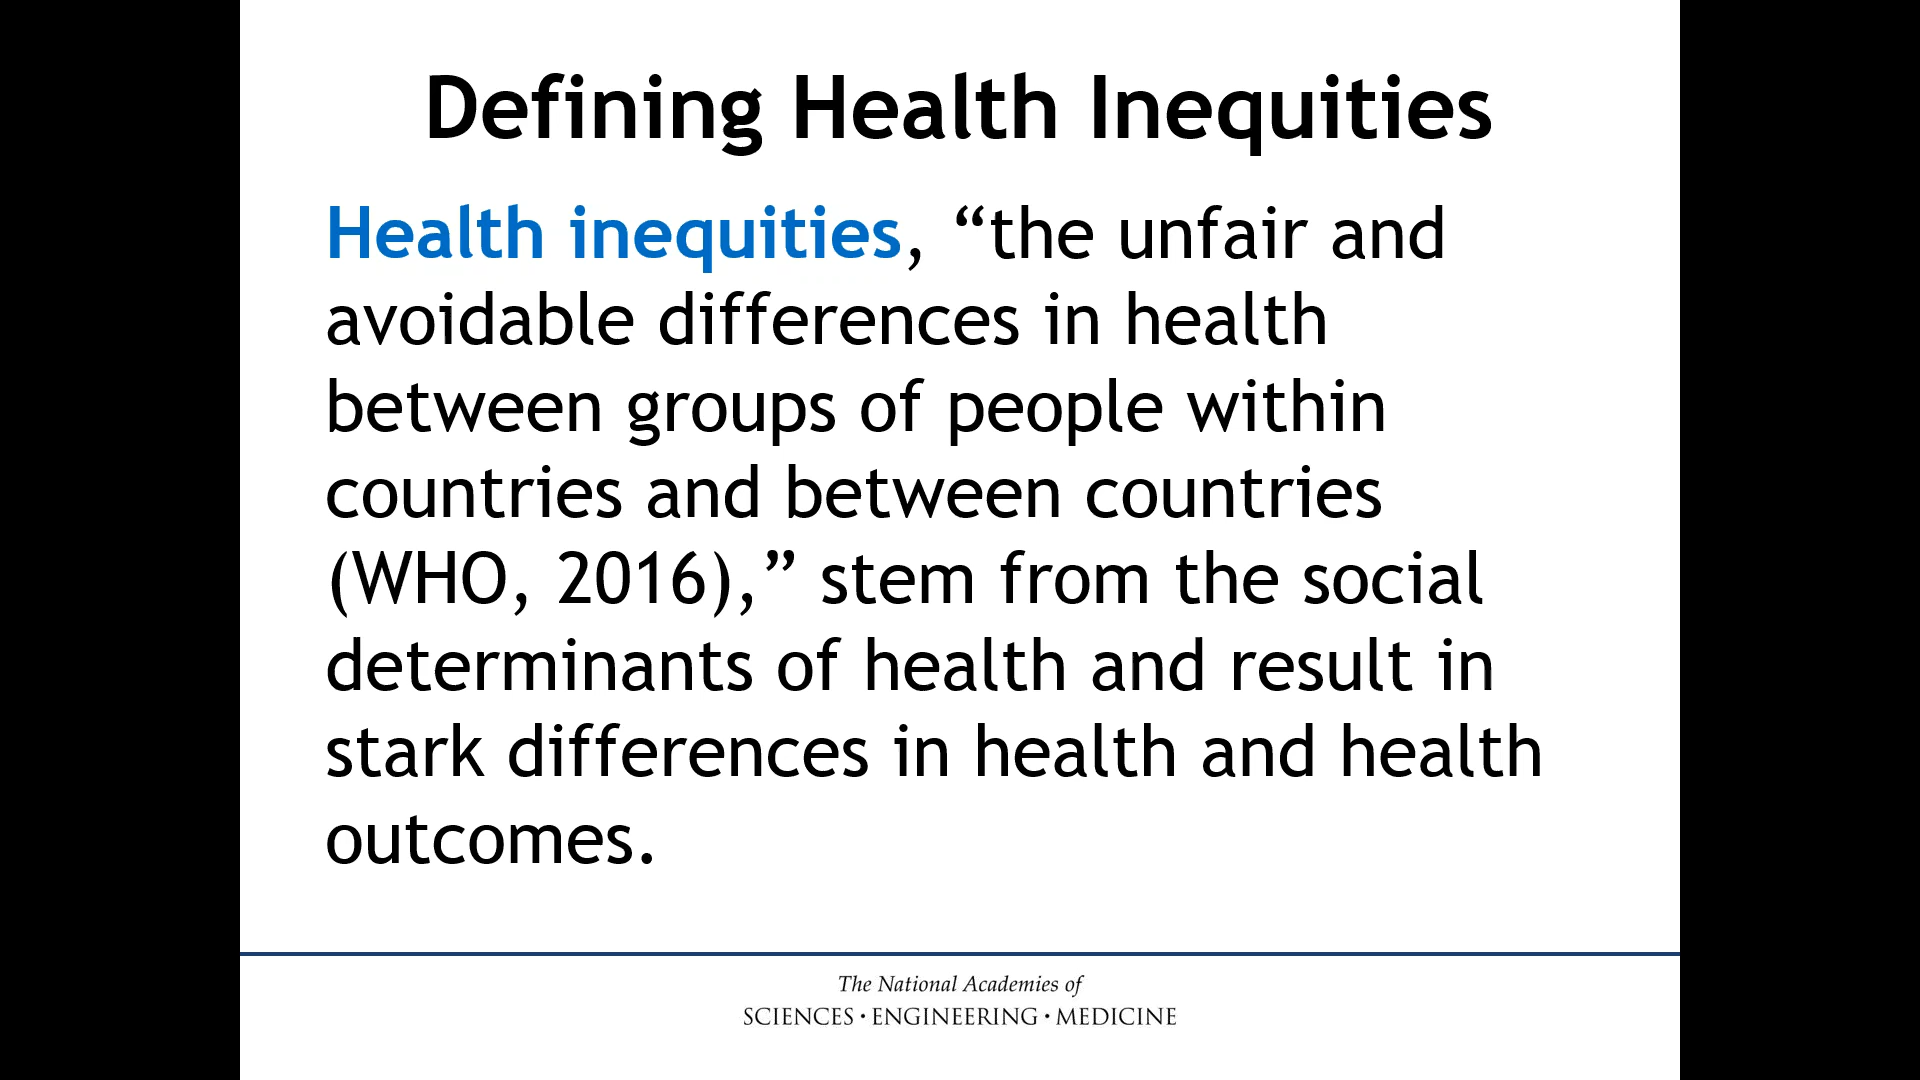 Defining Health Inequities
Health inequities, “the unfair and
avoidable differences in health
between groups of people within
countries and between countries
(WHO, 2016),” stem from the social
determinants of health and result in
stark differences in health and health
outcomes.
The National Academies of
SCIENCES • ENGINEERING • MEDICINE